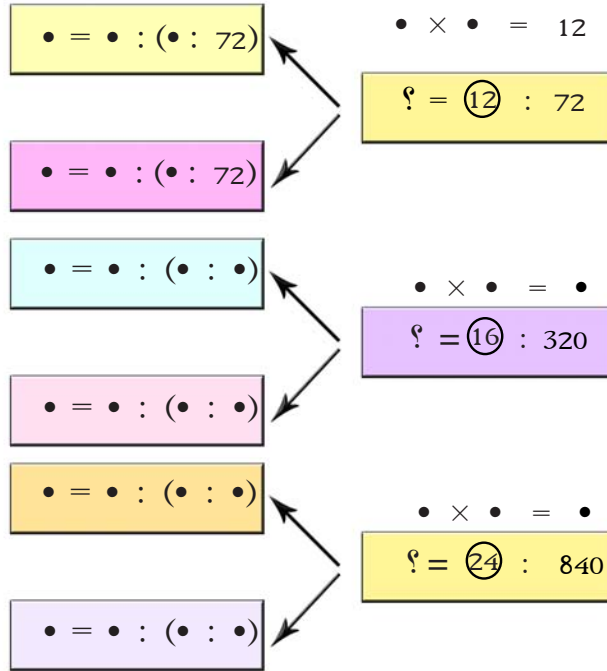 • × • = 12
؟ = 12 : 72
• = • : (• : 72)
• = • : (• : 72)
• × • = •
؟ = 16 : 320
• = • : (• : •)
• = • : (• : •)
• × • = •
؟ = 24 : 840
• = • : (• : •)
• = • : (• : •)